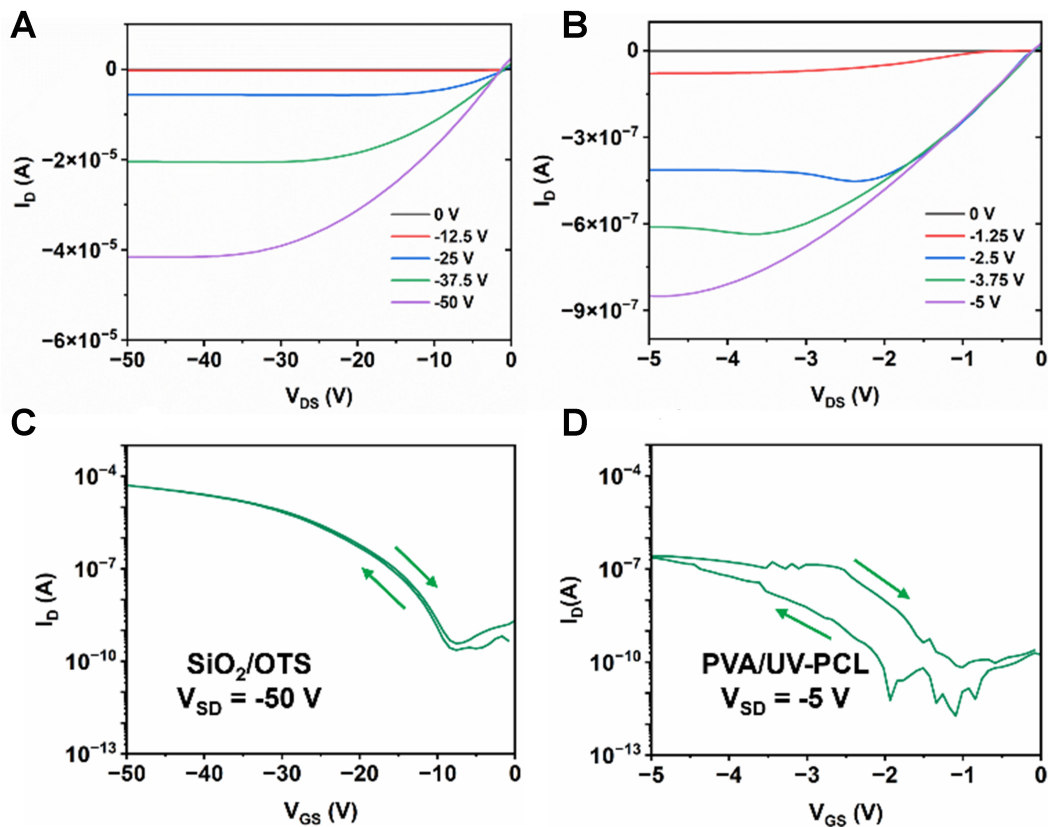 A
0
−2×10⁻⁵
−4×10⁻⁵
−6×10⁻⁵
I_D (A)
0 V
-12.5 V
-25 V
-37.5 V
-50 V
−50 −40 −30 −20 −10 0
V_DS (V)
B
0
−3×10⁻⁷
−6×10⁻⁷
−9×10⁻⁷
I_D (A)
0 V
-1.25 V
-2.5 V
-3.75 V
-5 V
−5 −4 −3 −2 −1 0
V_DS (V)
C
10⁻⁴
10⁻⁷
10⁻¹⁰
10⁻¹³
I_D (A)
SiO₂/OTS
V_SD = -50 V
−50 −40 −30 −20 −10 0
V_GS (V)
D
10⁻⁴
10⁻⁷
10⁻¹⁰
10⁻¹³
I_D(A)
PVA/UV-PCL
V_SD = -5 V
−5 −4 −3 −2 −1 0
V_GS (V)